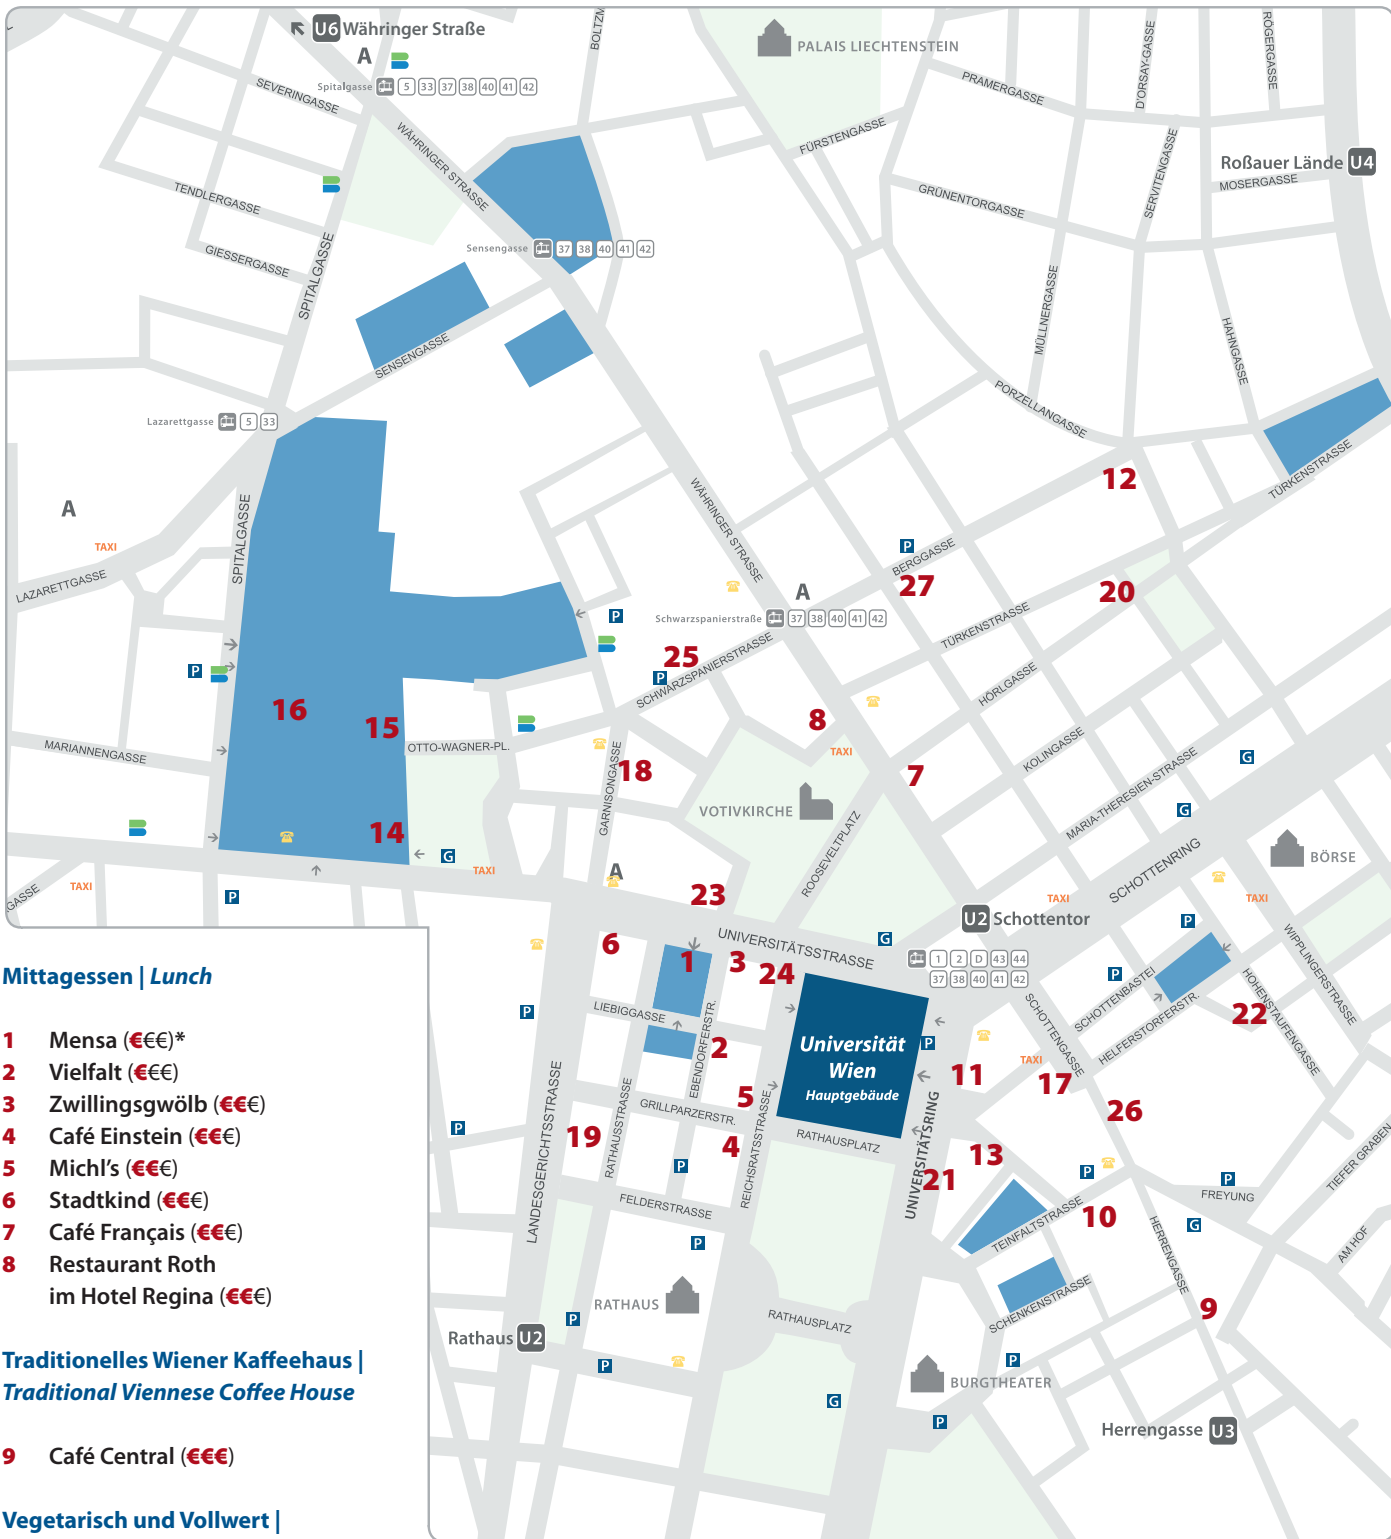 U6 Währinger Straße
A
BOLTZM
PALAIS LIECHTENSTEIN
RÖGERGASSE
D'ORSAY-GASSE
PRAMERGASSE
Spitalgasse 5 33 37 38 40 41 42
SEVERINGASSE
WÄHRINGER STRASSE
FÜRSTENGASSE
SERVITENGASSE
Roßauer Lände U4
MOSERGASSE
TENDLERGASSE
GRÜNENTORGASSE
GIESSERGASSE
SPITALGASSE
Sensengasse 37 38 40 41 42
MÜLLNERGASSE
HAHNGASSE
SENSENGASSE
PORZELLANGASSE
Lazarettgasse 5 33
TÜRKENSTRASSE
12
A
TAXI
SPITALGASSE
WÄHRINGER STRASSE
P
BERGGASSE
LAZARETTGASSE
27
A
20
P
Schwarzspanierstraße 37 38 40 41 42
TÜRKENSTRASSE
25
P
SCHWARZSPANIERSTRASSE
P
HÖRLGASSE
16
15
8
OTTO-WAGNER-PL.
MARIANNENGASSE
GARNISONGASSE
18
TAXI
7
KOLINGASSE
G
MARIA-THERESIEN-STRASSE
VOTIVKIRCHE
G
14
G
ROOSEVELTPLATZ
BÖRSE
SCHOTTENRING
A
TAXI
TAXI
GASSE
P
23
TAXI
TAXI
U2 Schottentor
P
WIPPLINGERSTRASSE
6
UNIVERSITÄTSSTRASSE
G
1 2 D 43 44
37 38 40 41 42
1
3
24
P
SCHOTTENBASTEI
HOHENSTAUFENGASSE
Mittagessen | Lunch
P
LIEBIGGASSE
EBENDORFERSTR.
SCHOTTENGASSE
HELFERSTORFERSTR.
22
1 Mensa (€€€)*
2
Universität
Wien
Hauptgebäude
P
TAXI
2 Vielfalt (€€€)
11
17
3 Zwillingsgwölb (€€€)
5
GRILLPARZERSTR.
26
4 Café Einstein (€€€)
P
19
RATHAUSSTRASSE
4
RATHAUSPLATZ
UNIVERSITÄTSRING
13
TIEFER GRABEN
5 Michl's (€€€)
LANDESGERICHTSSTRASSE
P
REICHSRATSSTRASSE
21
P
P
FREYUNG
6 Stadtkind (€€€)
FELDERSTRASSE
TEINFALTSTRASSE
10
G
7 Café Français (€€€)
P
HERRENGASSE
AM HOF
8 Restaurant Roth
im Hotel Regina (€€€)
RATHAUS
SCHENKENSTRASSE
9
P
RATHAUSPLATZ
Rathaus U2
Traditionelles Wiener Kaffeehaus |
P
P
Traditional Viennese Coffee House
BURGTHEATER
G
P
Herrengasse U3
9 Café Central (€€€)
Vegetarisch und Vollwert |